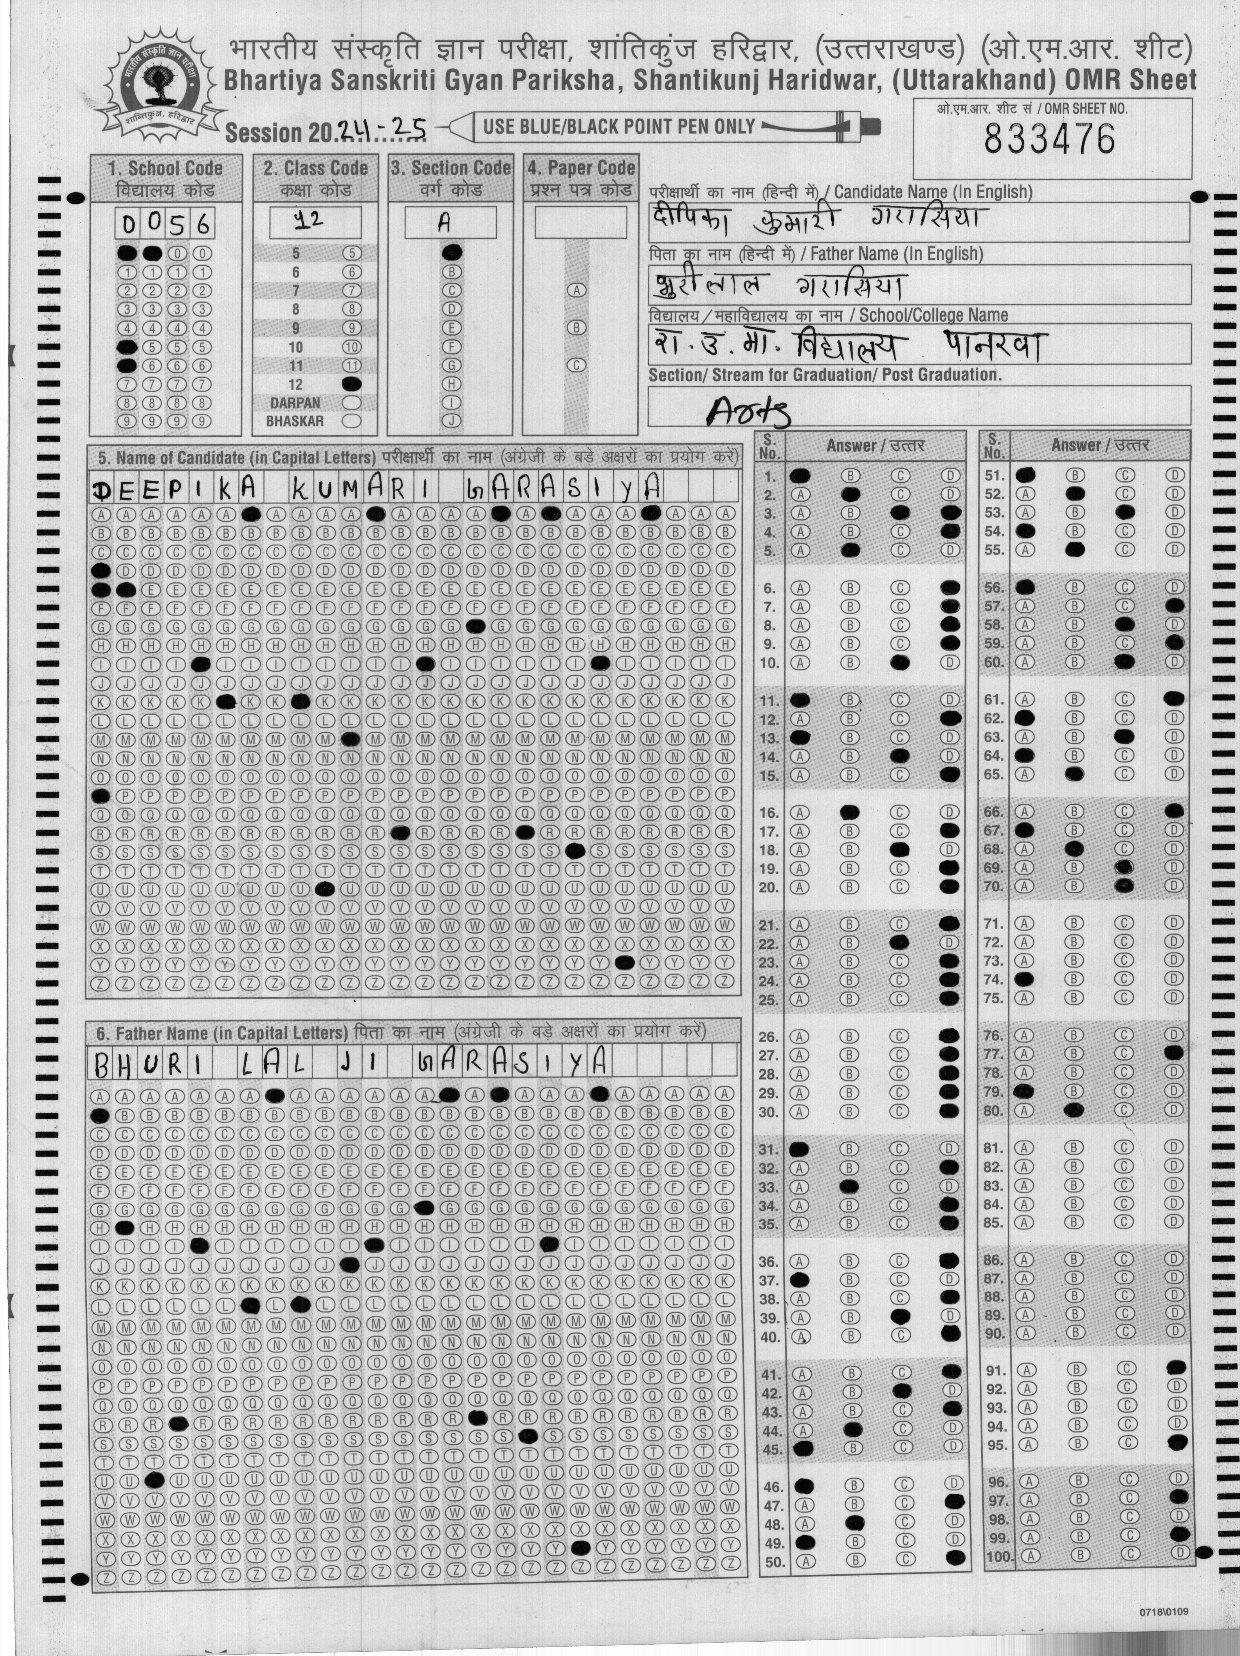 भारतीय संस्कृति ज्ञान परीक्षा, शांतिकुंज हरिद्वार, (उत्तराखण्ड) (ओ.एम.आर. शीट)
Bhartiya Sanskriti Gyan Pariksha, Shantikunj Haridwar, (Uttarakhand) OMR Sheet
Session 2024-25
USE BLUE/BLACK POINT PEN ONLY
ओ.एम.आर. शीट सं / OMR SHEET NO.
833476
1. School Code
विद्यालय कोड
0056
2. Class Code
कक्षा कोड
12
5
6
7
8
9
10
11
12
DARPAN
BHASKAR
3. Section Code
वर्ग कोड
A
4. Paper Code
प्रश्न पत्र कोड
A
B
C
परीक्षार्थी का नाम (हिन्दी में) / Candidate Name (In English)
दीपिका कुमारी गरासिया
पिता का नाम (हिन्दी में) / Father Name (In English)
भुरीलाल गरासिया
विद्यालय/महाविद्यालय का नाम / School/College Name
रा. उ. मा. विद्यालय पानरवा
Section/ Stream for Graduation/ Post Graduation.
Arts
5. Name of Candidate (in Capital Letters) परीक्षार्थी का नाम (अंग्रेजी के बड़े अक्षरों का प्रयोग करें)
DEEPIKA KUMARI GARASIYA
6. Father Name (in Capital Letters) पिता का नाम (अंग्रेजी के बड़े अक्षरों का प्रयोग करें)
BHURI LAL JI GARASIYA
S. No. Answer / उत्तर
S. No. Answer / उत्तर
0718\0109